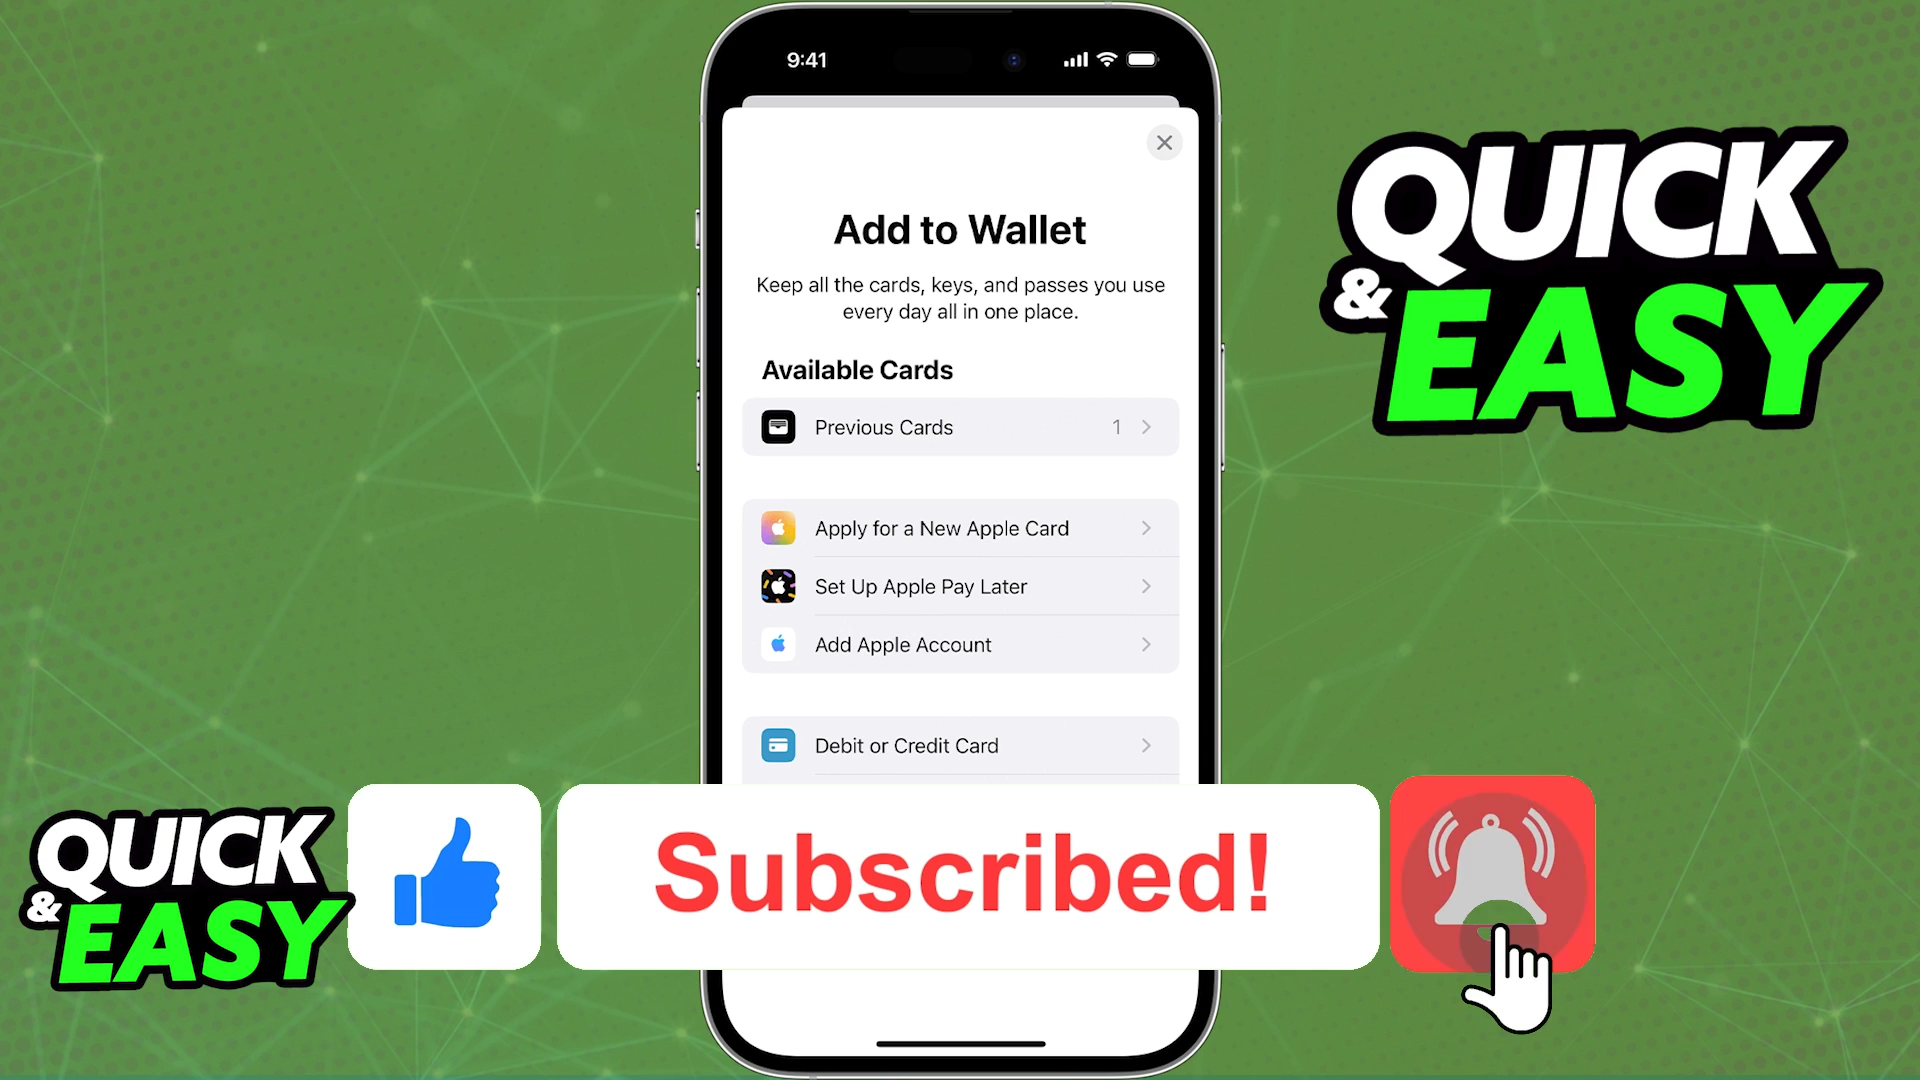 9:41
Add to Wallet
Keep all the cards, keys, and passes you use
every day all in one place.
Available Cards
Previous Cards 1
Apply for a New Apple Card
Set Up Apple Pay Later
Add Apple Account
Debit or Credit Card
QUICK
& EASY
QUICK
& EASY
Subscribed!